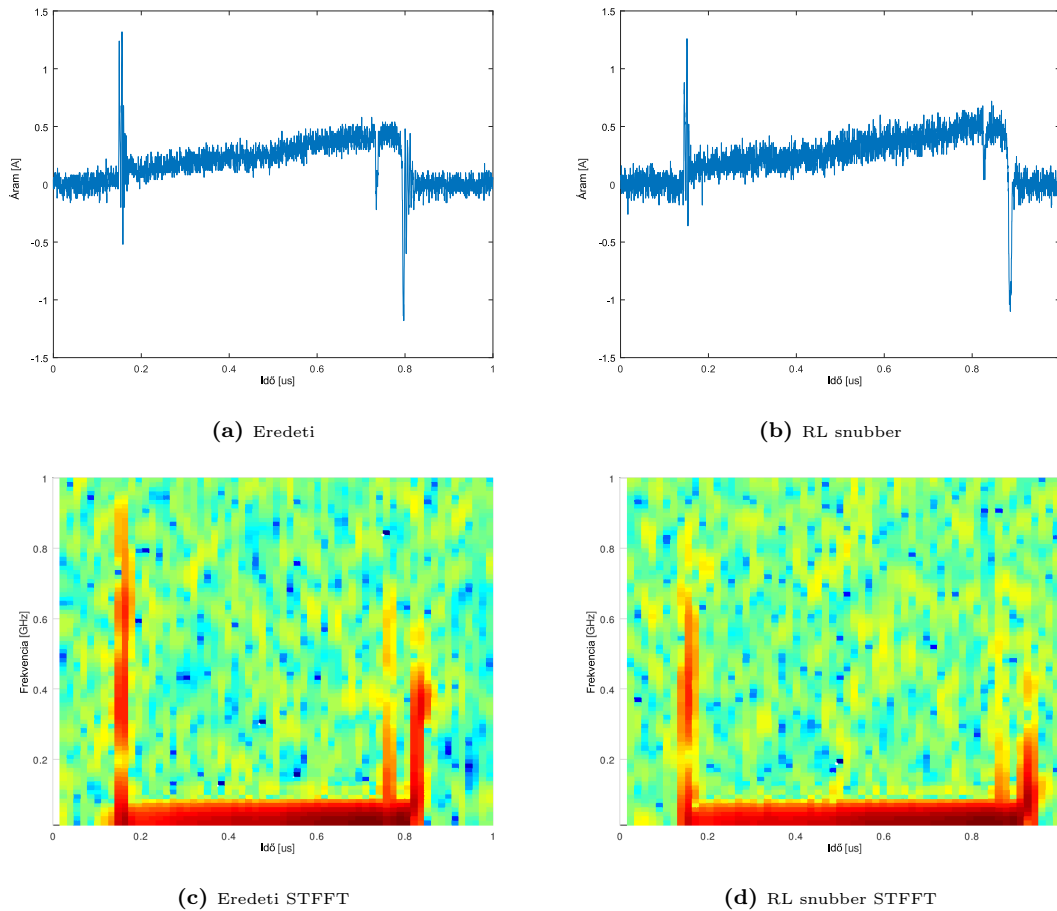 1.5
1
0.5
0
-0.5
-1
-1.5
Áram [A]
0 0.2 0.4 0.6 0.8 1
Idő [us]
(a) Eredeti
1.5
1
0.5
0
-0.5
-1
-1.5
Áram [A]
0 0.2 0.4 0.6 0.8
Idő [us]
(b) RL snubber
1
0.8
0.6
0.4
0.2
Frekvencia [GHz]
0 0.2 0.4 0.6 0.8 1
Idő [us]
(c) Eredeti STFFT
1
0.8
0.6
0.4
0.2
Frekvencia [GHz]
0 0.2 0.4 0.6 0.8
Idő [us]
(d) RL snubber STFFT